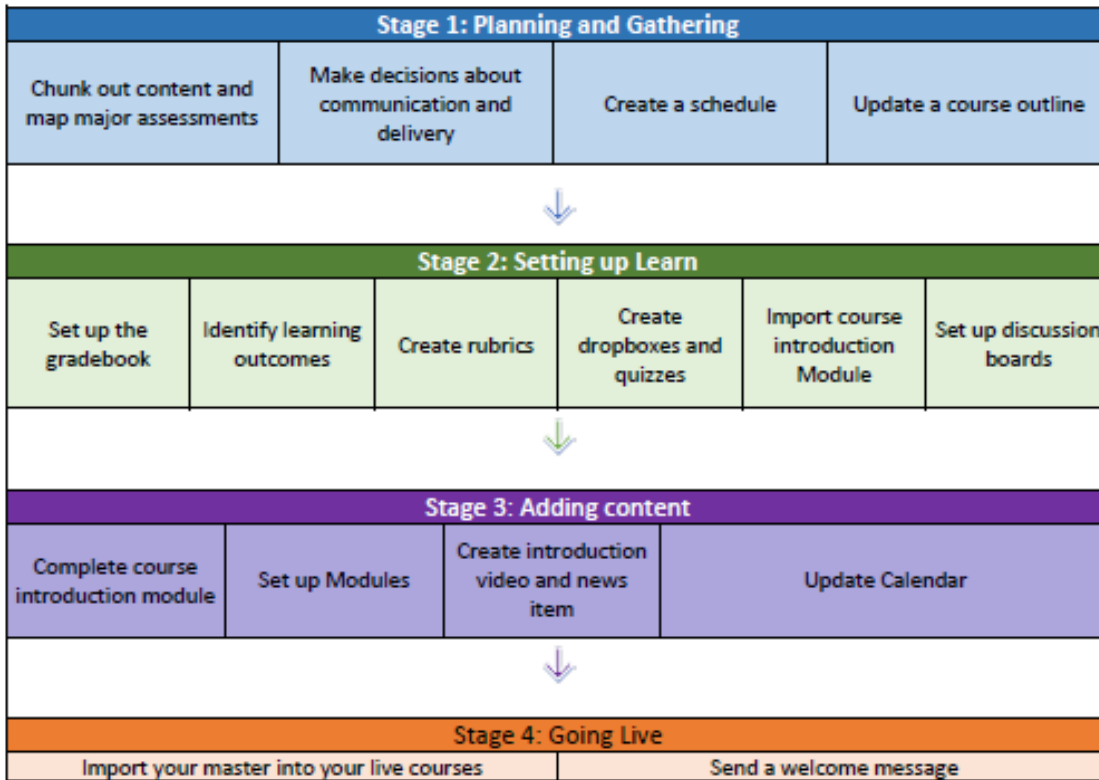 Stage 1: Planning and Gathering
Chunk out content and
map major assessments
Make decisions about
communication and
delivery
Create a schedule
Update a course outline
Stage 2: Setting up Learn
Set up the
gradebook
Identify learning
outcomes
Create rubrics
Create
dropboxes and
quizzes
Import course
introduction
Module
Set up discussion
boards
Stage 3: Adding content
Complete course
introduction module
Set up Modules
Create introduction
video and news
item
Update Calendar
Stage 4: Going Live
Import your master into your live courses
Send a welcome message